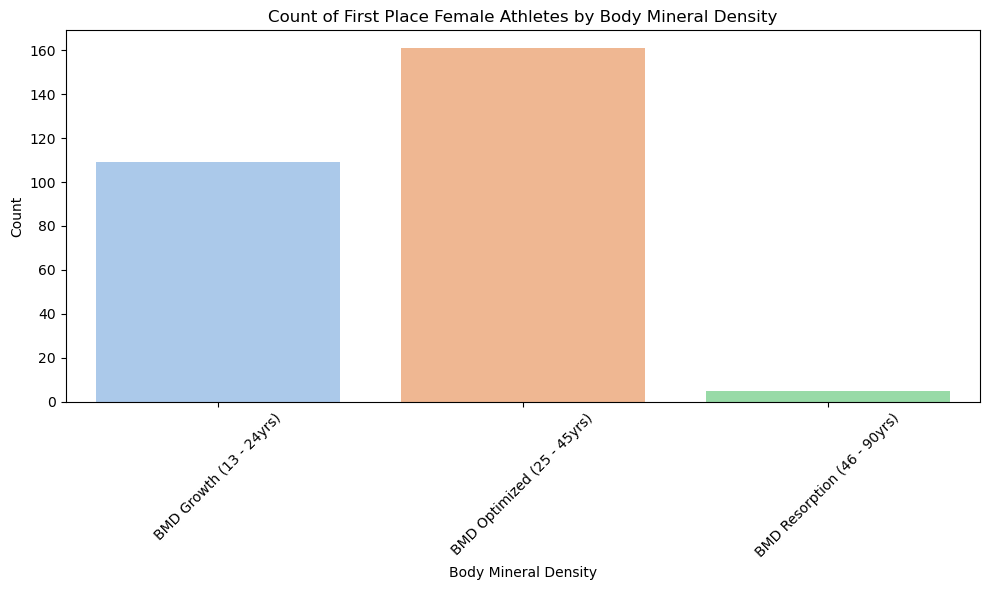 Count of First Place Female Athletes by Body Mineral Density
Count
160
140
120
100
80
60
40
20
0
BMD Growth (13 - 24yrs)
BMD Optimized (25 - 45yrs)
BMD Resorption (46 - 90yrs)
Body Mineral Density